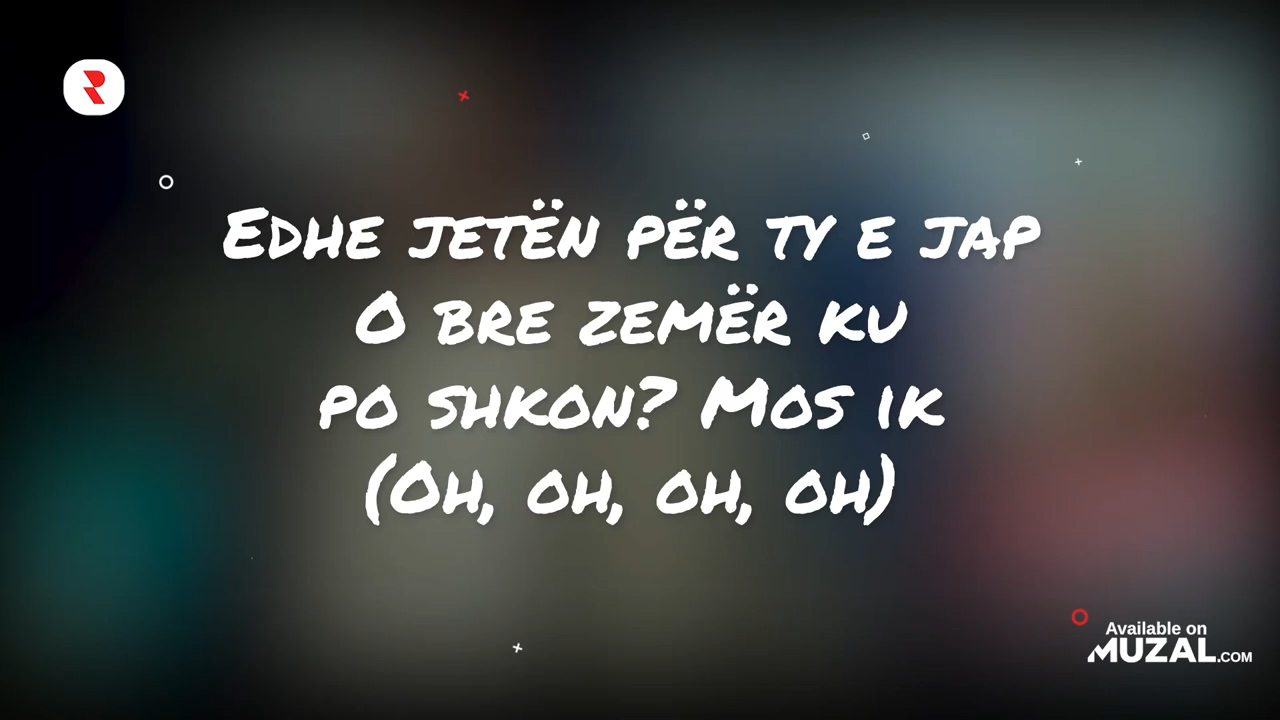 Edhe jetën për ty e jap
O bre zemër ku
po shkon? Mos ik
(Oh, oh, oh, oh)
Available on
MUZAL.COM